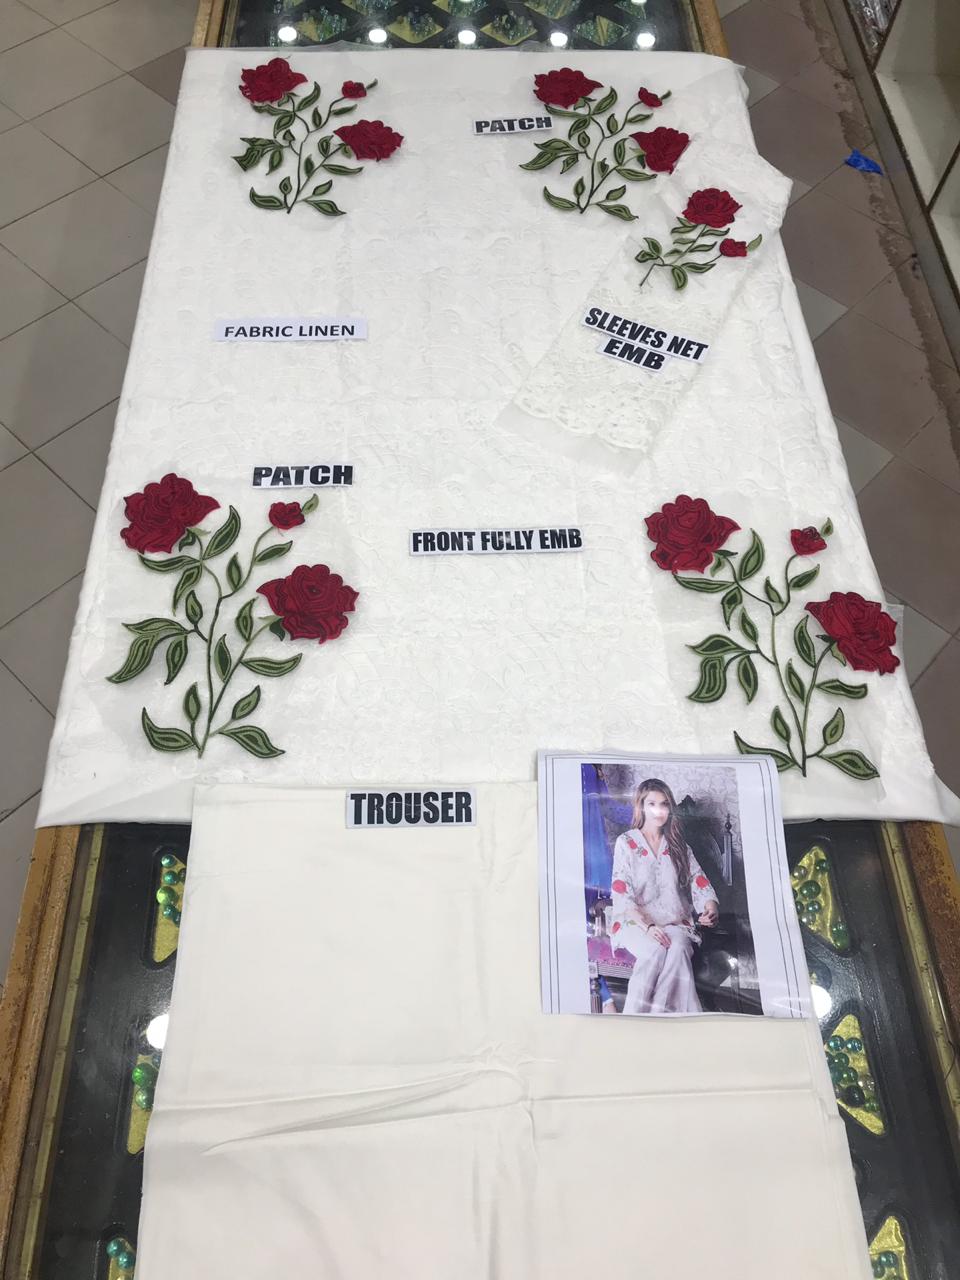 PATCH
FABRIC LINEN
SLEEVES NET
EMB
PATCH
FRONT FULLY EMB
TROUSER